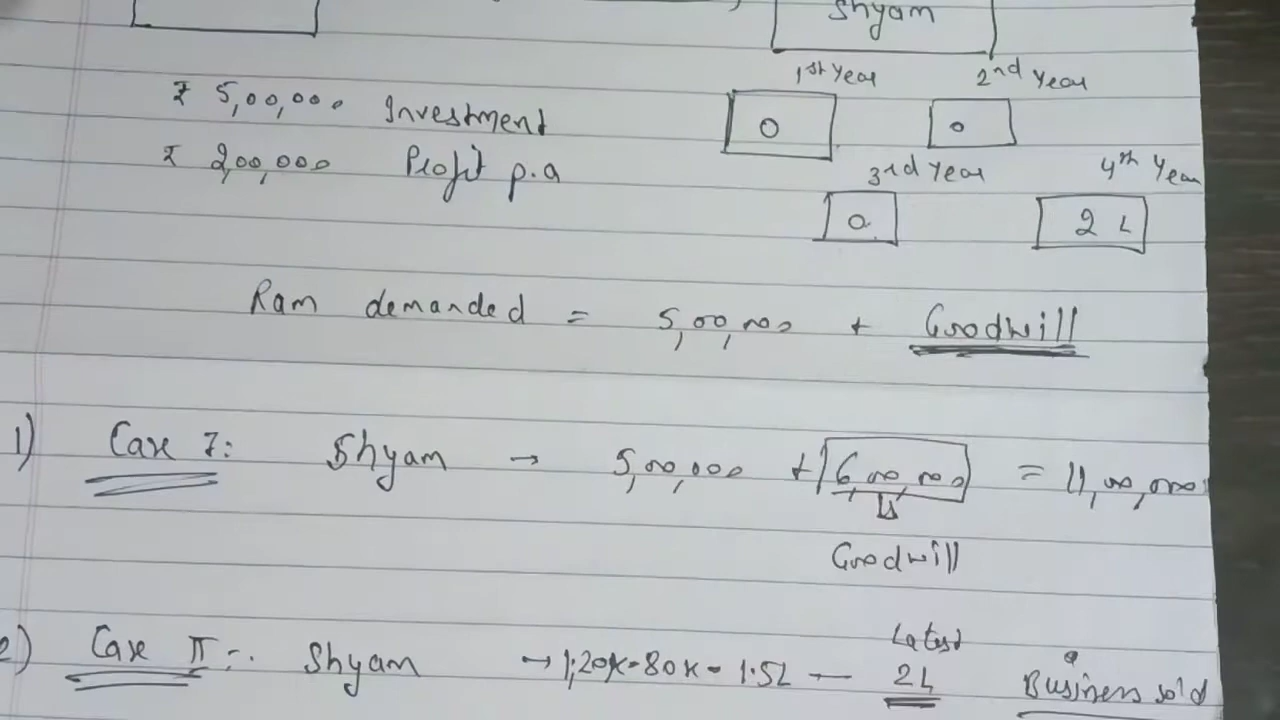 Shyam
1st Year 2nd Year
₹ 5,00,000 Investment
0 0
₹ 2,00,000 Profit p.a
3rd Year 4th Year
0 2 L
Ram demanded = 5,00,000 + Goodwill
1) Case I: Shyam → 5,00,000 + 6,00,000 = 11,00,000
Goodwill
Latest
2) Case II :- Shyam → 1,20K - 80K - 1.5L — 2L Business sold